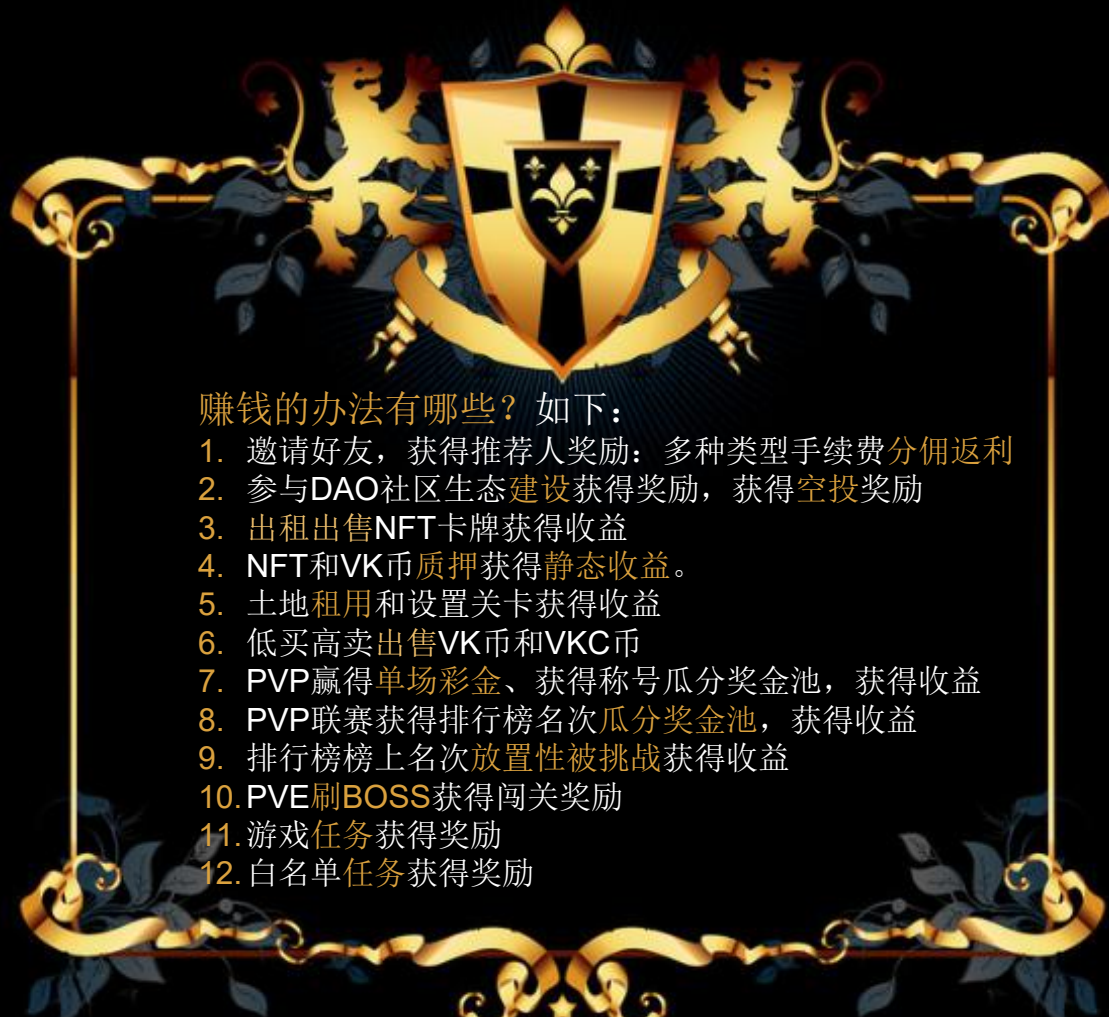 赚钱的办法有哪些？如下：
1. 邀请好友，获得推荐人奖励：多种类型手续费分佣返利
2. 参与DAO社区生态建设获得奖励，获得空投奖励
3. 出租出售NFT卡牌获得收益
4. NFT和VK币质押获得静态收益。
5. 土地租用和设置关卡获得收益
6. 低买高卖出售VK币和VKC币
7. PVP赢得单场彩金、获得称号瓜分奖金池，获得收益
8. PVP联赛获得排行榜名次瓜分奖金池，获得收益
9. 排行榜榜上名次放置性被挑战获得收益
10. PVE刷BOSS获得闯关奖励
11. 游戏任务获得奖励
12. 白名单任务获得奖励